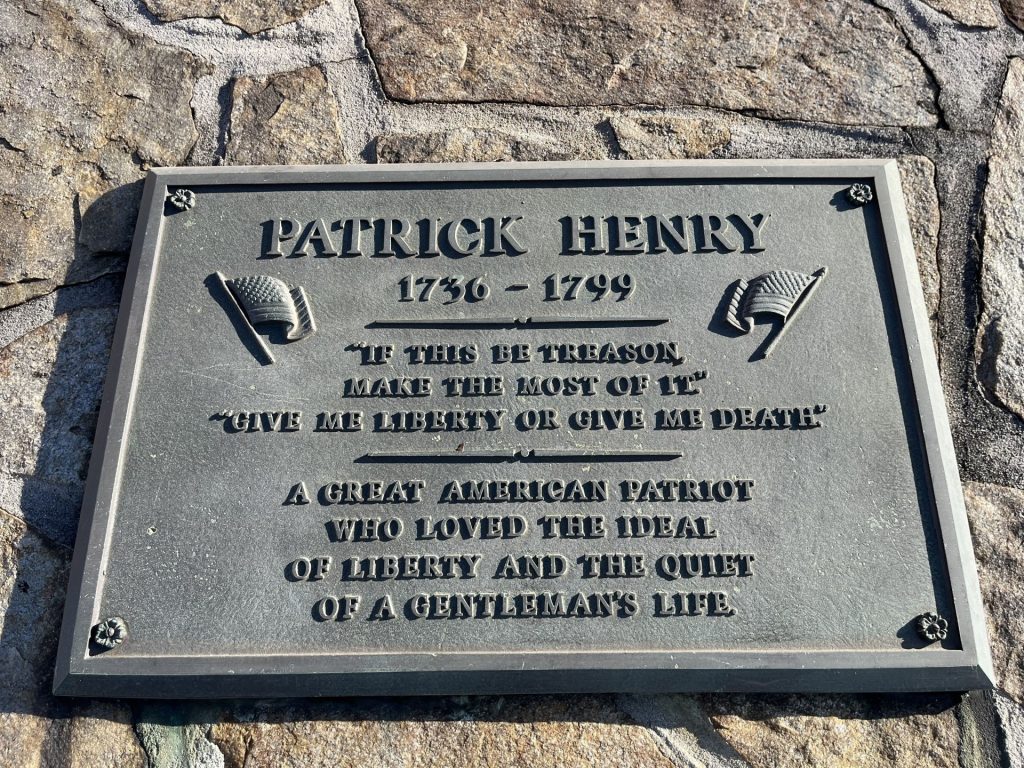 PATRICK HENRY
1736 - 1799
"IF THIS BE TREASON,
MAKE THE MOST OF IT."
"GIVE ME LIBERTY OR GIVE ME DEATH."
A GREAT AMERICAN PATRIOT
WHO LOVED THE IDEAL
OF LIBERTY AND THE QUIET
OF A GENTLEMAN'S LIFE.